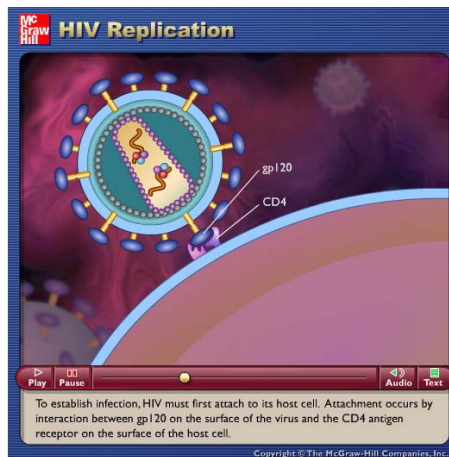 Mc
Graw
Hill
HIV Replication
gp120
CD4
Play
Pause
Audio
Text
To establish infection, HIV must first attach to its host cell. Attachment occurs by
interaction between gp120 on the surface of the virus and the CD4 antigen
receptor on the surface of the host cell.
Copyright © The McGraw-Hill Companies, Inc.